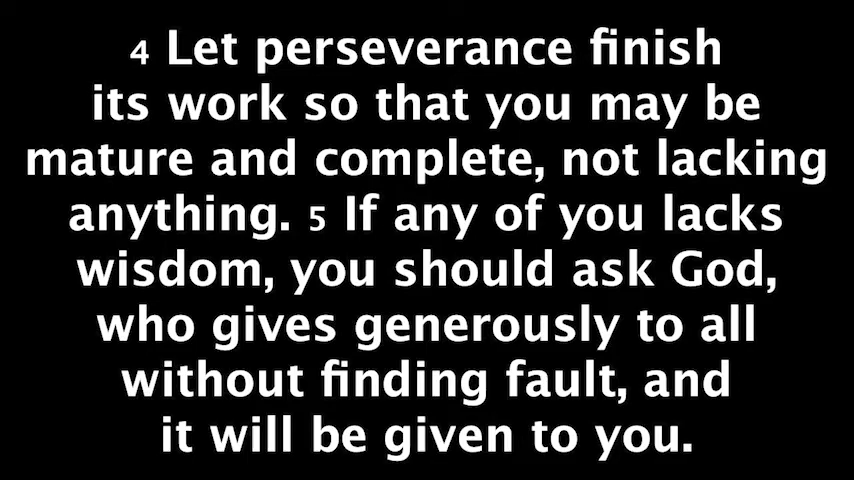 4 Let perseverance finish
its work so that you may be
mature and complete, not lacking
anything. 5 If any of you lacks
wisdom, you should ask God,
who gives generously to all
without finding fault, and
it will be given to you.